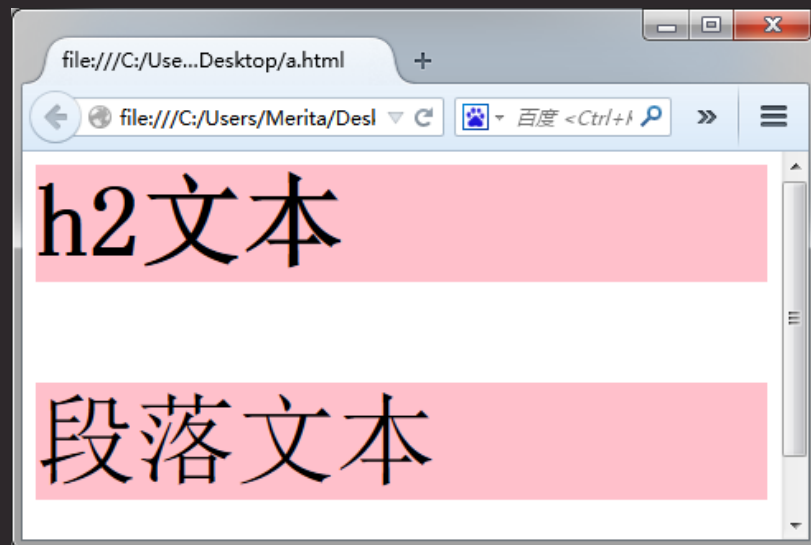 file:///C:/Use...Desktop/a.html
file:///C:/Users/Merita/Desl
百度 <Ctrl+
h2文本
段落文本